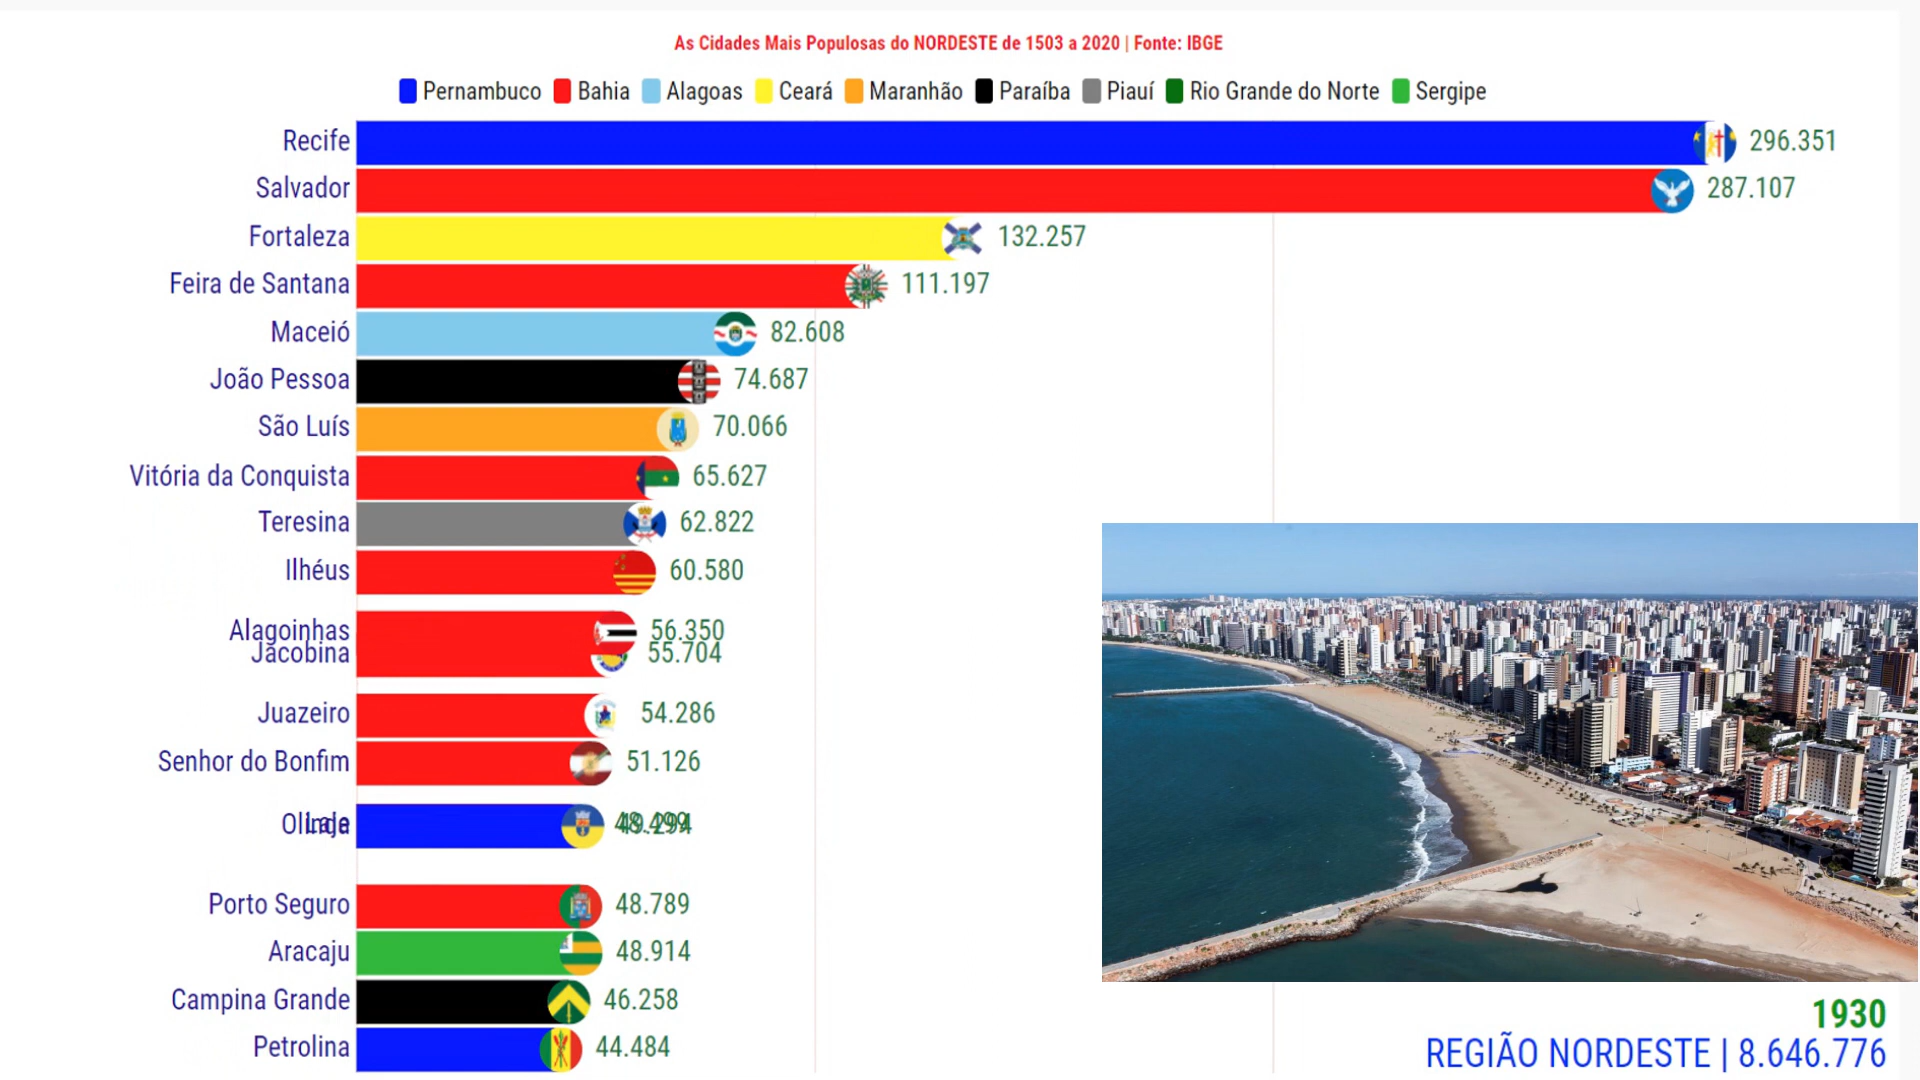 As Cidades Mais Populosas do NORDESTE de 1503 a 2020 | Fonte: IBGE
Pernambuco Bahia Alagoas Ceará Maranhão Paraíba Piauí Rio Grande do Norte Sergipe
Recife 296.351
Salvador 287.107
Fortaleza 132.257
Feira de Santana 111.197
Maceió 82.608
João Pessoa 74.687
São Luís 70.066
Vitória da Conquista 65.627
Teresina 62.822
Ilhéus 60.580
Alagoinhas 56.350
Jacobina 55.704
Juazeiro 54.286
Senhor do Bonfim 51.126
Porto Seguro 48.789
Aracaju 48.914
Campina Grande 46.258
Petrolina 44.484
1930
REGIÃO NORDESTE | 8.646.776